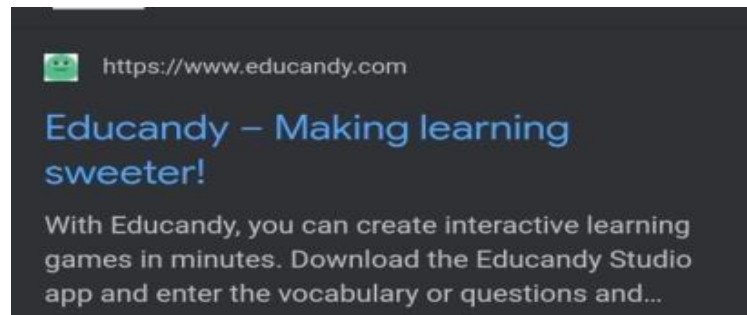 https://www.educandy.com
Educandy – Making learning
sweeter!
With Educandy, you can create interactive learning
games in minutes. Download the Educandy Studio
app and enter the vocabulary or questions and...